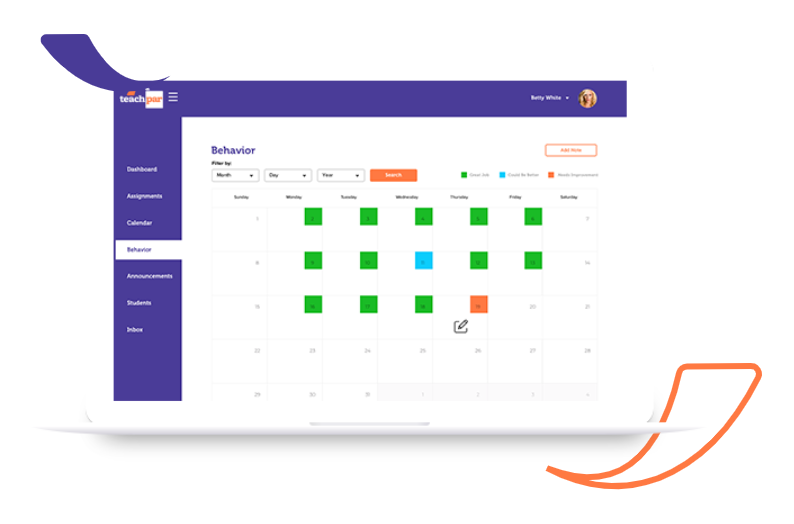 teachpar
Betty White
Behavior
Add New
Filter by:
Month Day Year Search
Great Job Could Be Better Needs Improvement
Dashboard
Assignments
Calendar
Behavior
Announcements
Students
Inbox
Sunday Monday Tuesday Wednesday Thursday Friday Saturday
1 2 3 4 5 6 7
8 9 10 11 12 13 14
15 16 17 18 19 20 21
22 23 24 25 26 27 28
29 30 31 1 2 3 4